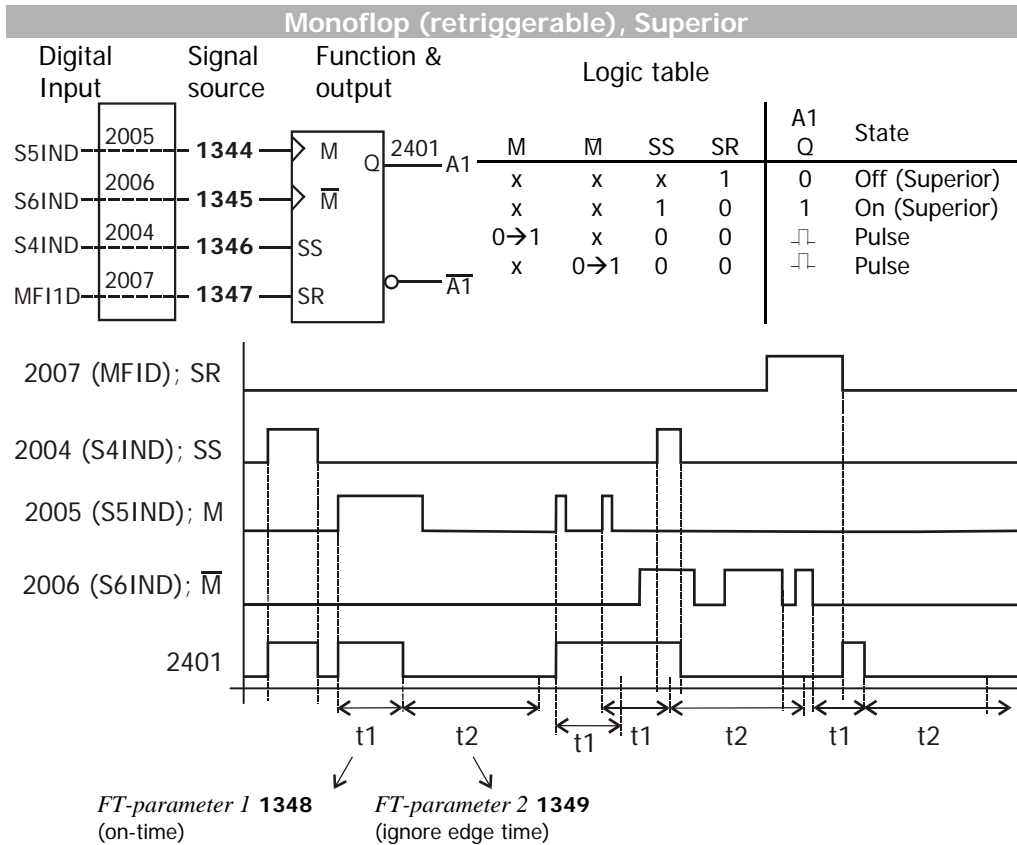 Monoflop (retriggerable), Superior
Digital Input
Signal source
Function & output
Logic table
S5IND 2005 1344 M Q 2401 A1
S6IND 2006 1345 M̅
S4IND 2004 1346 SS
MFI1D 2007 1347 SR A̅1̅
M M̅ SS SR A1 Q State
x x x 1 0 Off (Superior)
x x 1 0 1 On (Superior)
0→1 x 0 0 Pulse
x 0→1 0 0 Pulse
2007 (MFID); SR
2004 (S4IND); SS
2005 (S5IND); M
2006 (S6IND); M̅
2401
t1 t2 t1 t1 t2 t1 t2
FT-parameter 1 1348
(on-time)
FT-parameter 2 1349
(ignore edge time)